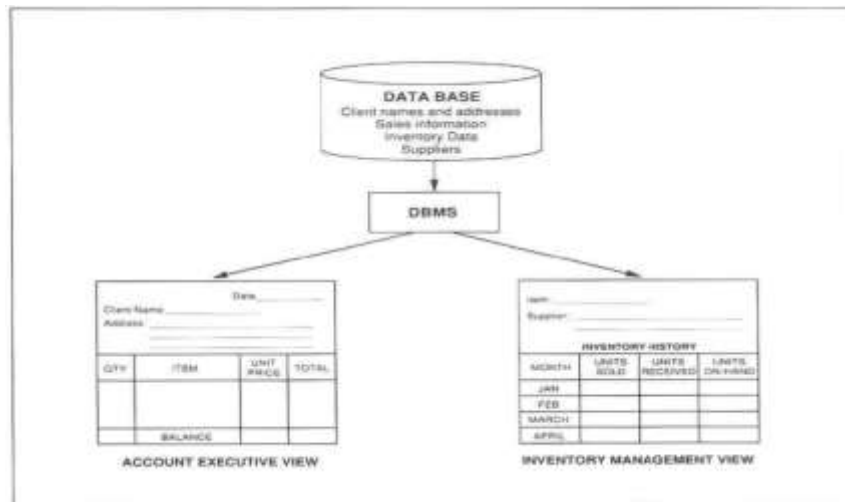 DATA BASE
Client names and addresses
Sales information
Inventory Data
Suppliers
DBMS
Date
Client Name
Address
QTY ITEM UNIT PRICE TOTAL
BALANCE
ACCOUNT EXECUTIVE VIEW
Item
Supplier
INVENTORY HISTORY
MONTH UNITS SOLD UNITS RECEIVED UNITS ON-HAND
JAN
FEB
MARCH
APRIL
INVENTORY MANAGEMENT VIEW